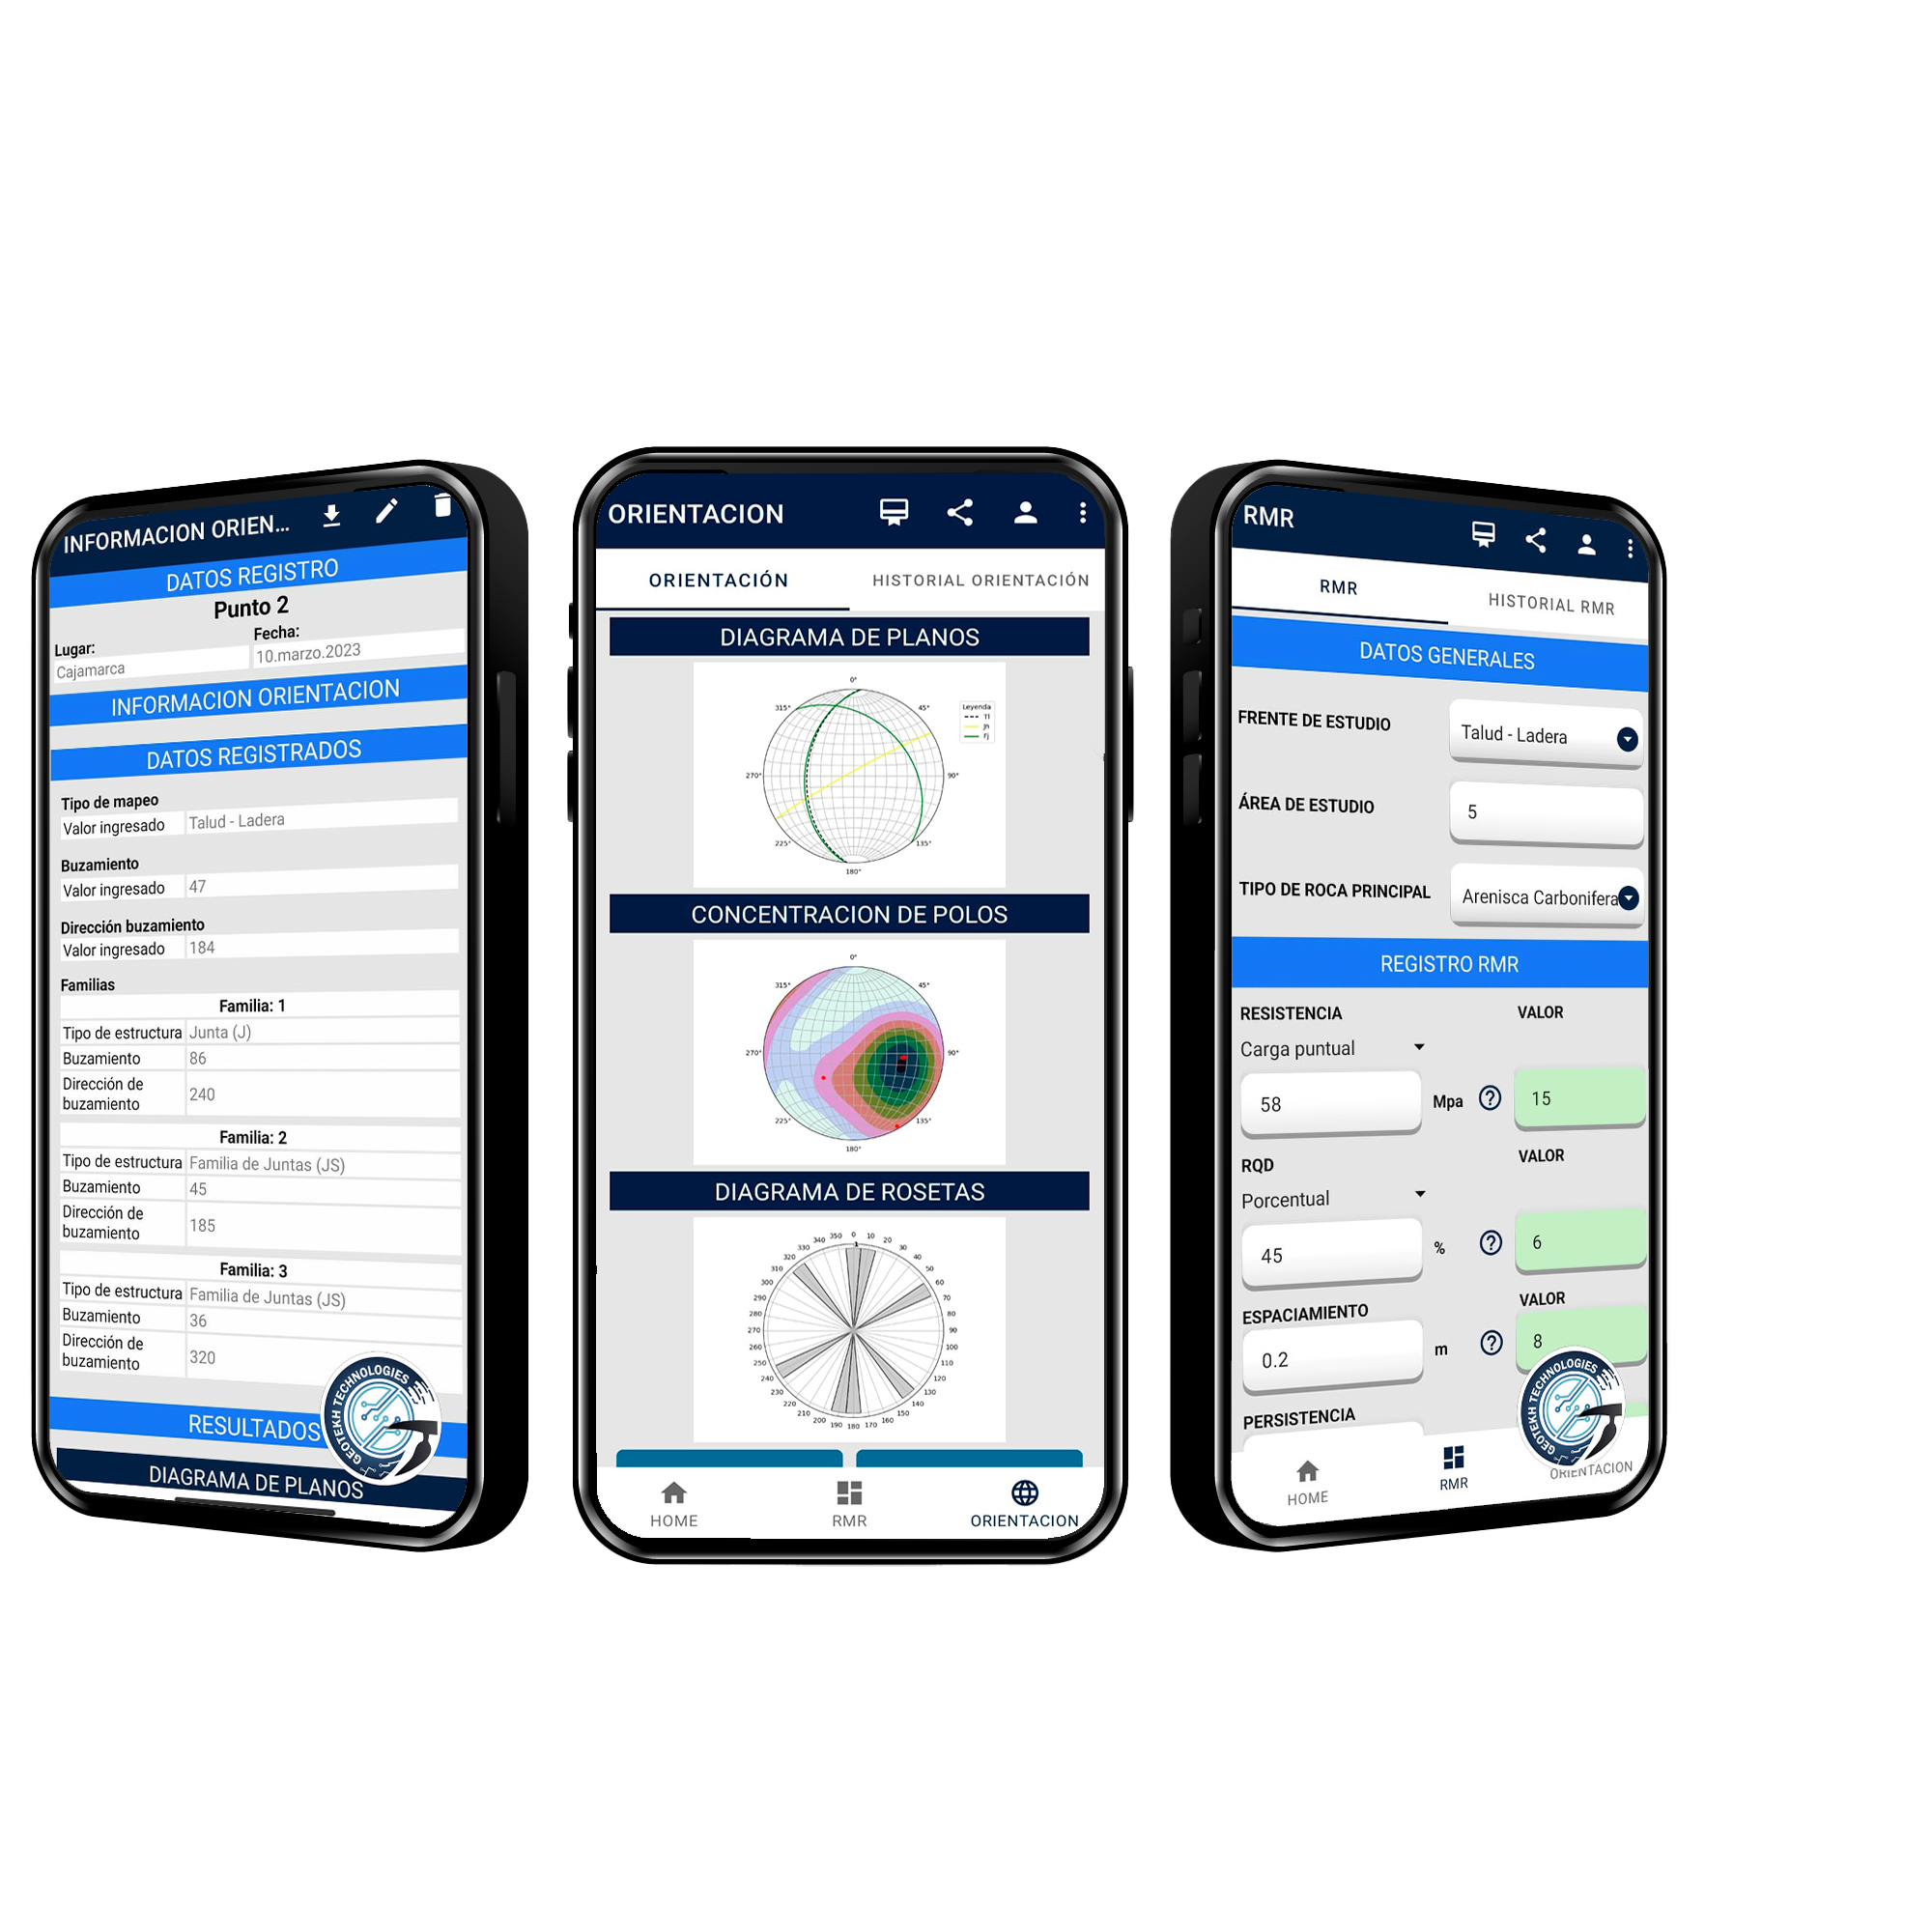 INFORMACION ORIEN...
DATOS REGISTRO
Punto 2
Lugar:
Fecha:
Cajamarca
10.marzo.2023
INFORMACION ORIENTACION
DATOS REGISTRADOS
Tipo de mapeo
Valor ingresado Talud - Ladera
Buzamiento
Valor ingresado 47
Dirección buzamiento
Valor ingresado 184
Familias
Familia: 1
Tipo de estructura Junta (J)
Buzamiento 86
Dirección de
buzamiento 240
Familia: 2
Tipo de estructura Familia de Juntas (JS)
Buzamiento 45
Dirección de
buzamiento 185
Familia: 3
Tipo de estructura Familia de Juntas (JS)
Buzamiento 36
Dirección de
buzamiento 320
RESULTADOS
DIAGRAMA DE PLANOS
GEOTEKH TECHNOLOGIES
ORIENTACION
ORIENTACIÓN HISTORIAL ORIENTACIÓN
DIAGRAMA DE PLANOS
0°
315° 45°
Leyenda
270° 90°
225° 135°
180°
CONCENTRACION DE POLOS
0°
315° 45°
270° 90°
225° 135°
180°
DIAGRAMA DE ROSETAS
340 350 0 10 20
330 30
320 40
310 50
300 60
290 70
280 80
270 90
260 100
250 110
240 120
230 130
220 140
210 150
200 190 180 170 160
1
HOME RMR ORIENTACION
RMR
RMR HISTORIAL RMR
DATOS GENERALES
FRENTE DE ESTUDIO Talud - Ladera
ÁREA DE ESTUDIO 5
TIPO DE ROCA PRINCIPAL Arenisca Carbonifera
REGISTRO RMR
RESISTENCIA VALOR
Carga puntual
58 Mpa ? 15
RQD VALOR
Porcentual
45 % ? 6
ESPACIAMIENTO VALOR
0.2 m ? 8
PERSISTENCIA
HOME RMR ORIENTACION
GEOTEKH TECHNOLOGIES